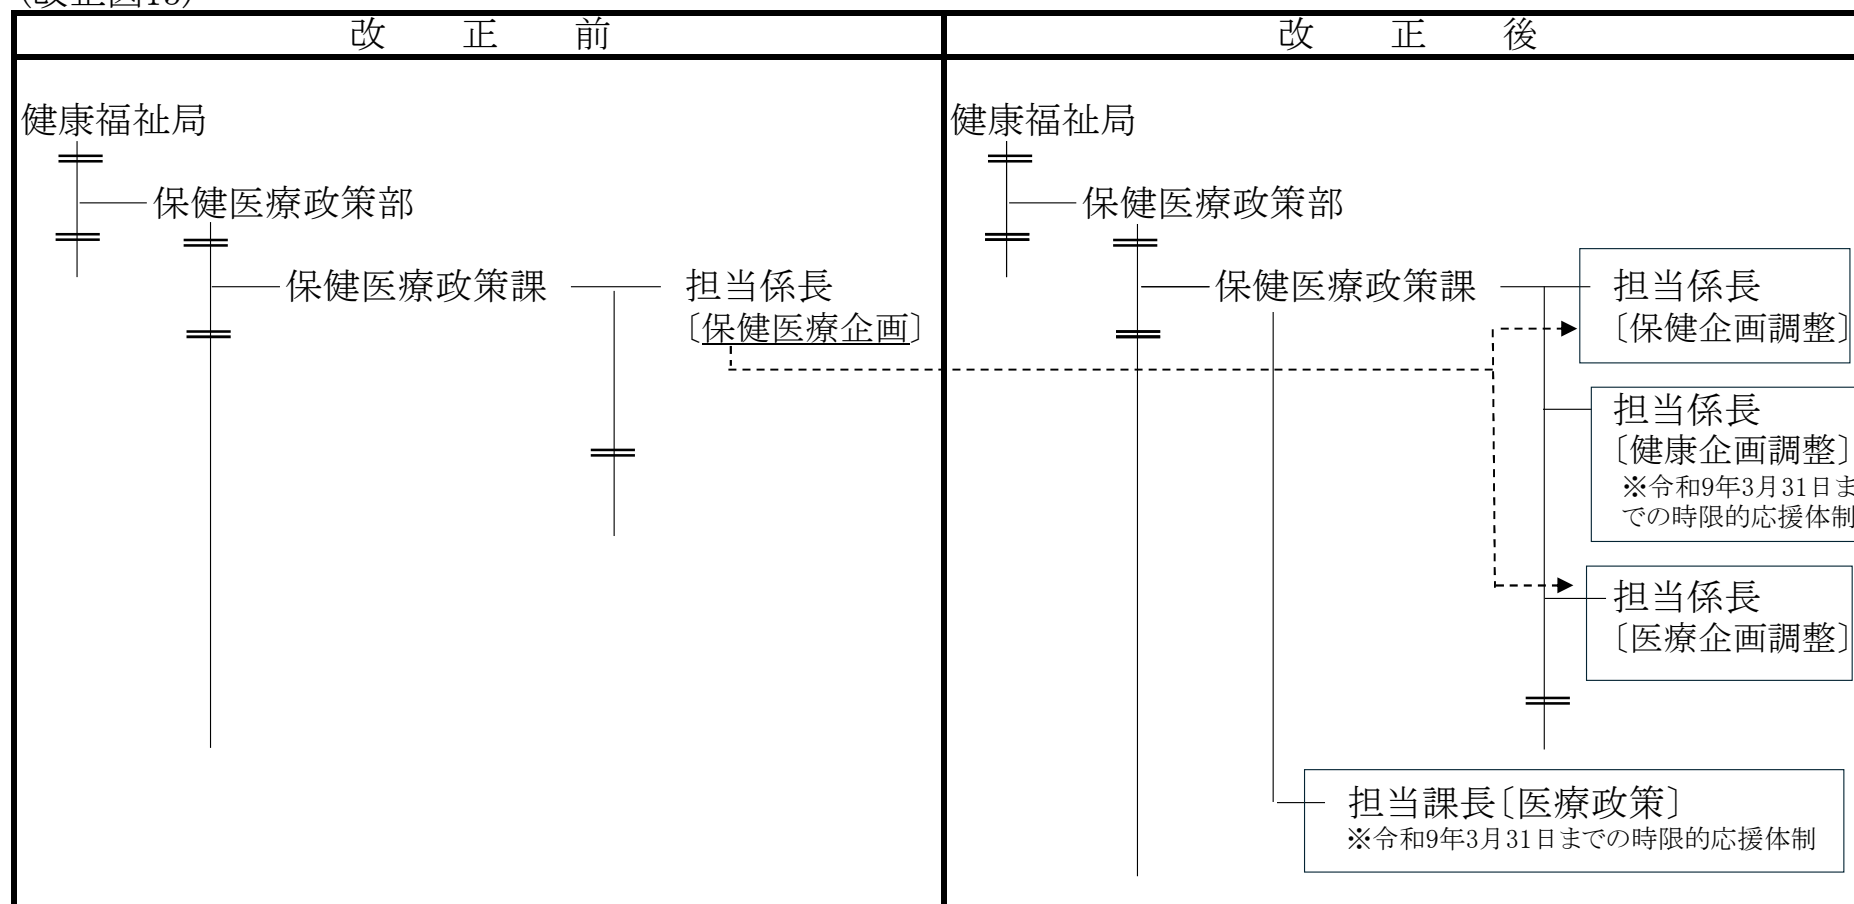 改正前
改正後
健康福祉局
保健医療政策部
保健医療政策課
担当係長
〔保健医療企画〕
健康福祉局
保健医療政策部
保健医療政策課
担当係長
〔保健企画調整〕
担当係長
〔健康企画調整〕
※令和9年3月31日ま
での時限的応援体制
担当係長
〔医療企画調整〕
担当課長〔医療政策〕
※令和9年3月31日までの時限的応援体制